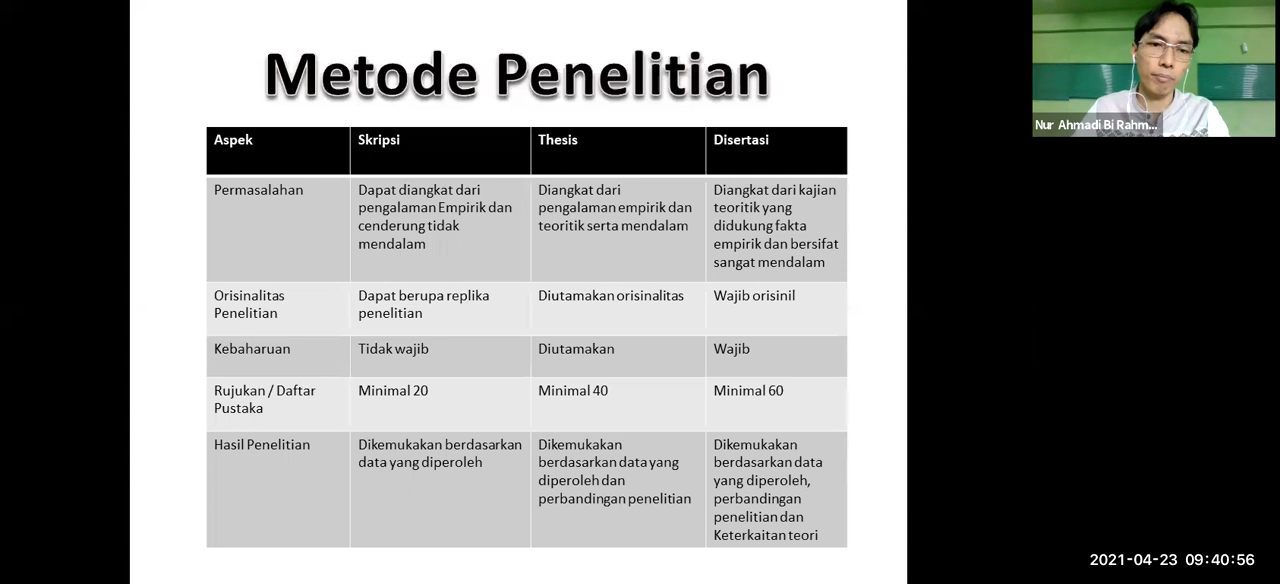 Metode Penelitian
Aspek
Skripsi
Thesis
Disertasi
Permasalahan
Dapat diangkat dari
pengalaman Empirik dan
cenderung tidak
mendalam
Diangkat dari
pengalaman empirik dan
teoritik serta mendalam
Diangkat dari kajian
teoritik yang
didukung fakta
empirik dan bersifat
sangat mendalam
Orisinalitas
Penelitian
Dapat berupa replika
penelitian
Diutamakan orisinalitas
Wajib orisinil
Kebaharuan
Tidak wajib
Diutamakan
Wajib
Rujukan / Daftar
Pustaka
Minimal 20
Minimal 40
Minimal 60
Hasil Penelitian
Dikemukakan berdasarkan
data yang diperoleh
Dikemukakan
berdasarkan data yang
diperoleh dan
perbandingan penelitian
Dikemukakan
berdasarkan data
yang diperoleh,
perbandingan
penelitian dan
Keterkaitan teori
Nur Ahmadi Bi Rahm...
2021-04-23 09:40:56